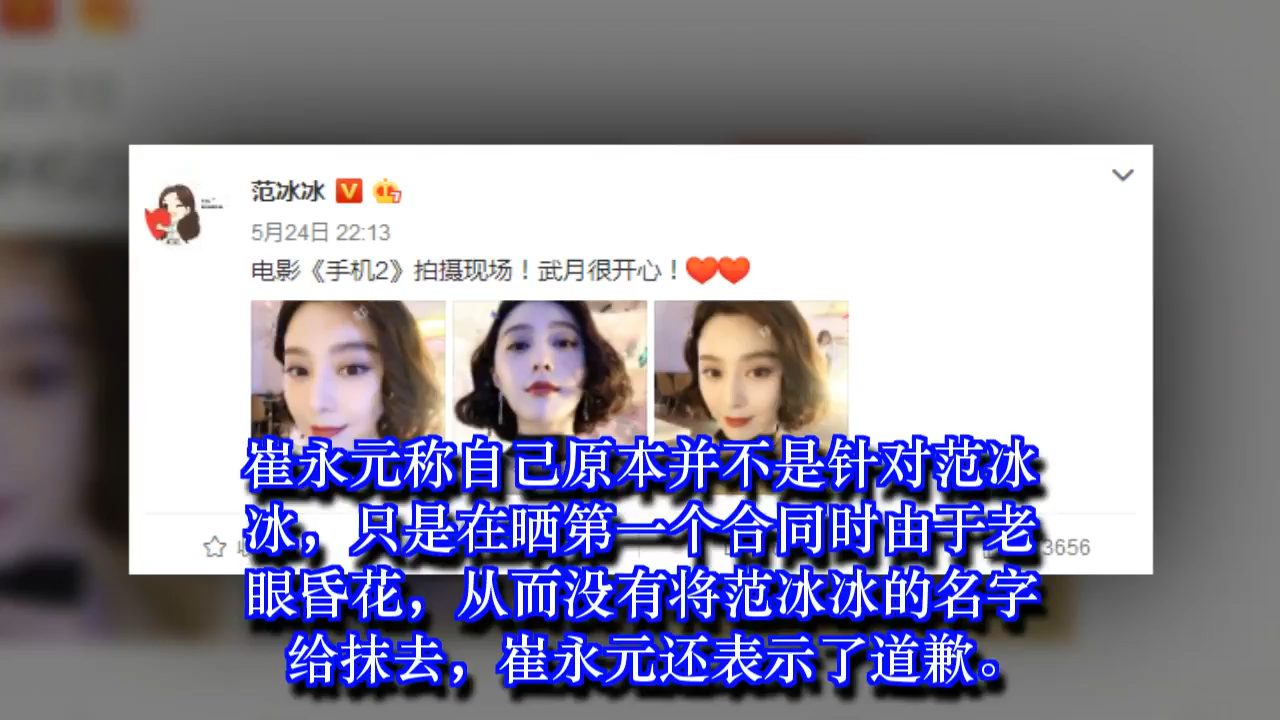 范冰冰
5月24日 22:13
电影《手机2》拍摄现场！武月很开心！❤❤
崔永元称自己原本并不是针对范冰
冰，只是在晒第一个合同时由于老
眼昏花，从而没有将范冰冰的名字
给抹去，崔永元还表示了道歉。
3656